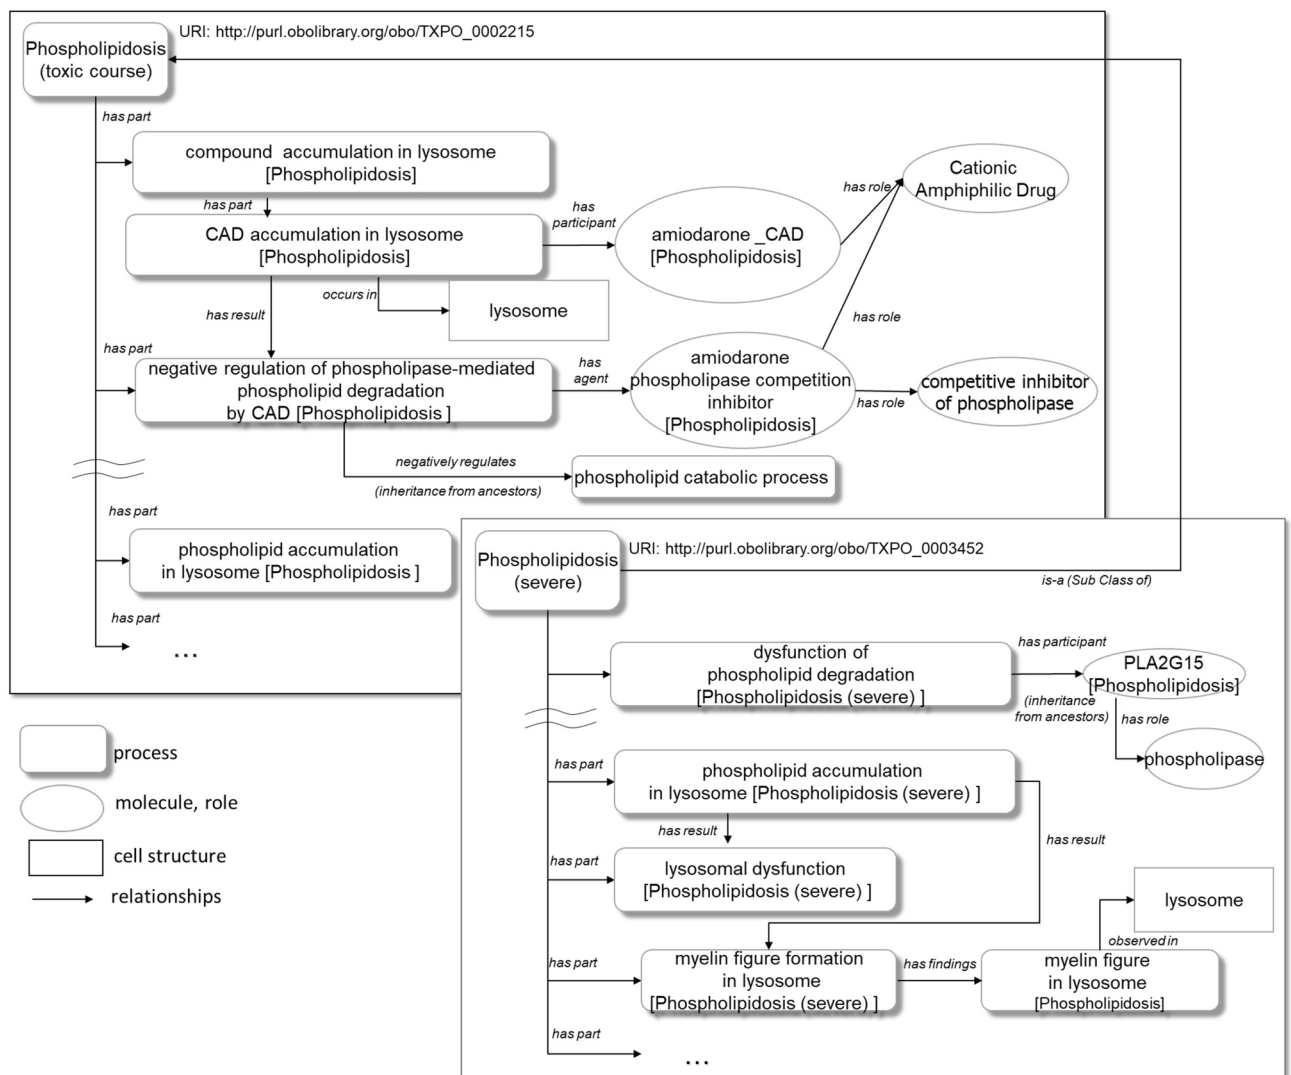 URI: http://purl.obolibrary.org/obo/TXPO_0002215
Phospholipidosis
(toxic course)
has part
compound accumulation in lysosome
[Phospholipidosis]
has part
CAD accumulation in lysosome
[Phospholipidosis]
has
participant
amiodarone _CAD
[Phospholipidosis]
has role
Cationic
Amphiphilic Drug
occurs in
lysosome
has result
has role
has part
negative regulation of phospholipase-mediated
phospholipid degradation
by CAD [Phospholipidosis ]
has
agent
amiodarone
phospholipase competition
inhibitor
[Phospholipidosis]
has role
competitive inhibitor
of phospholipase
negatively regulates
(inheritance from ancestors)
phospholipid catabolic process
has part
phospholipid accumulation
in lysosome [Phospholipidosis ]
has part
...
Phospholipidosis
(severe)
URI: http://purl.obolibrary.org/obo/TXPO_0003452
is-a (Sub Class of)
dysfunction of
phospholipid degradation
[Phospholipidosis (severe) ]
has participant
(inheritance
from ancestors)
PLA2G15
[Phospholipidosis]
has role
phospholipase
has part
phospholipid accumulation
in lysosome [Phospholipidosis (severe) ]
has result
has result
has part
lysosomal dysfunction
[Phospholipidosis (severe) ]
lysosome
observed in
has part
myelin figure formation
in lysosome
[Phospholipidosis (severe) ]
has findings
myelin figure
in lysosome
[Phospholipidosis]
has part
...
process
molecule, role
cell structure
relationships